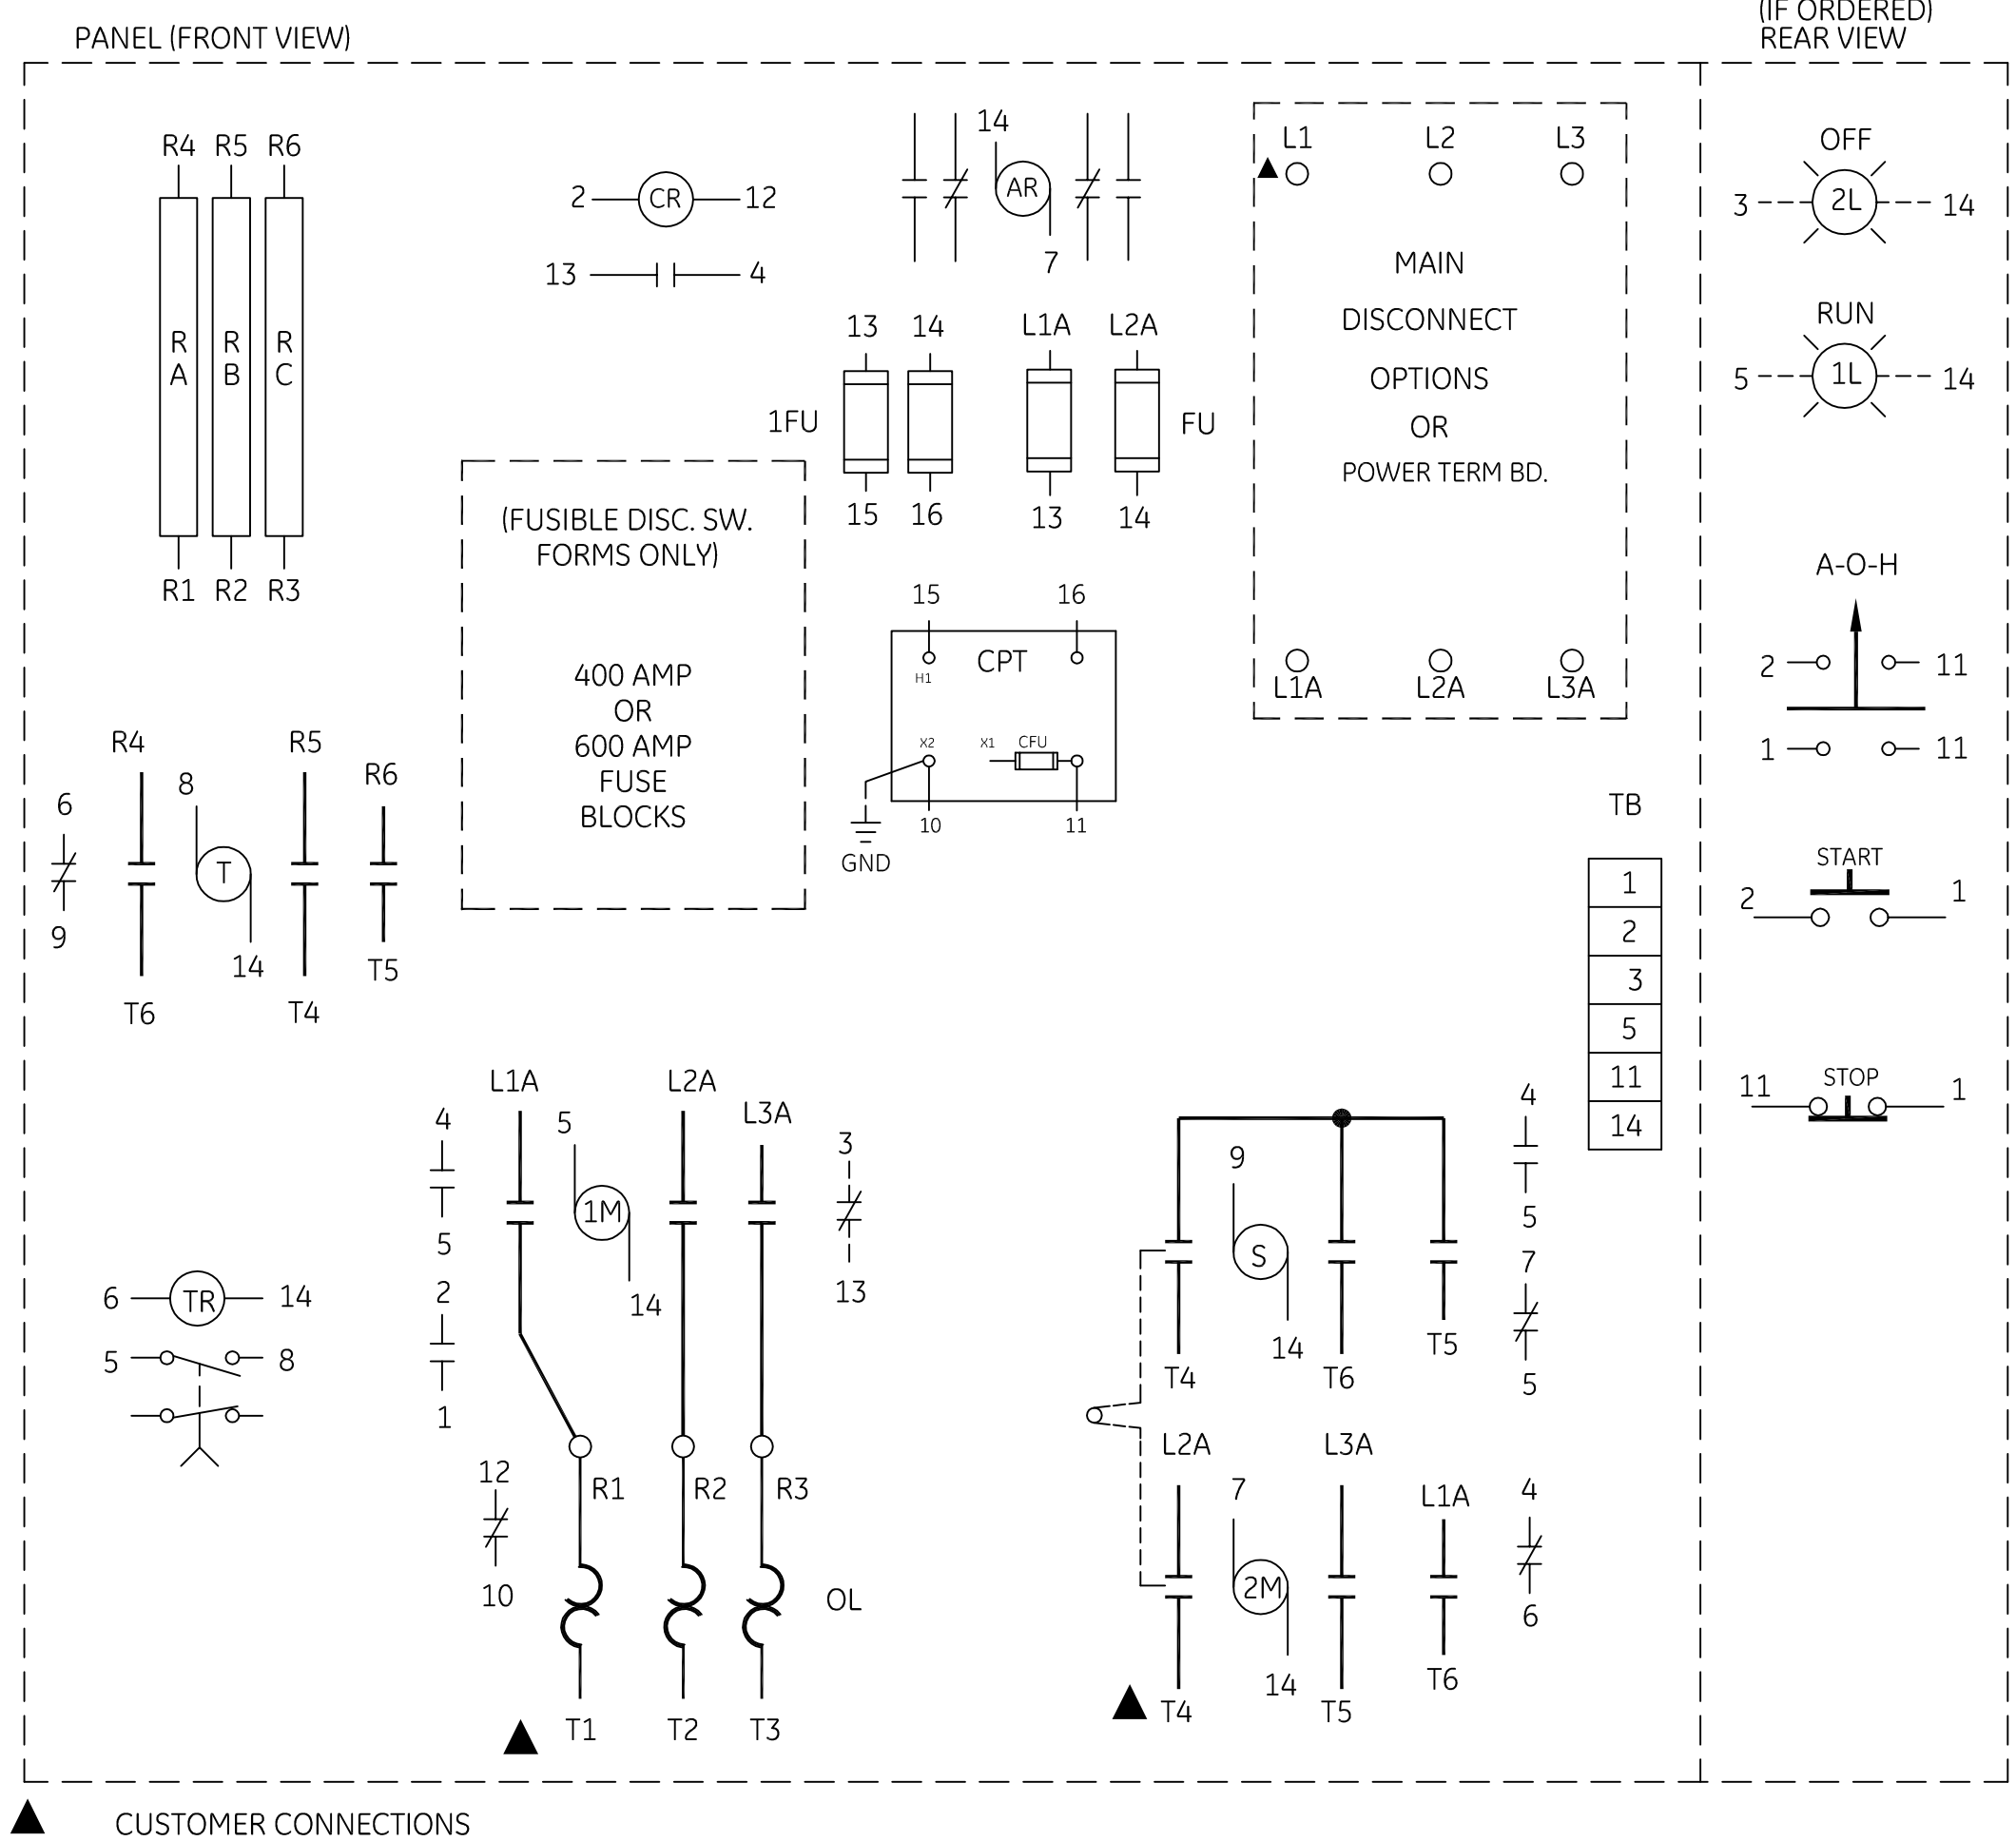 (IF ORDERED)
PANEL (FRONT VIEW)
REAR VIEW
R4 R5 R6
R A
R B
R C
R1 R2 R3
2 CR 12
13 4
14
AR
7
L1 L2 L3
MAIN
DISCONNECT
OPTIONS
OR
POWER TERM BD.
L1A L2A L3A
OFF
3 2L 14
RUN
5 1L 14
13 14 L1A L2A
1FU FU
15 16 13 14
(FUSIBLE DISC. SW.
FORMS ONLY)
400 AMP
OR
600 AMP
FUSE
BLOCKS
15 16
CPT
H1
X2 X1 CFU
10 11
GND
A-O-H
2 11
1 11
R4 R5
R6
6 8
T
9 14
T6 T4 T5
TB
1
2
3
5
11
14
START
2 1
STOP
11 1
L1A L2A
L3A
4 5 3
1M
5 14 13
2
1
12
R1 R2 R3
10
OL
T1 T2 T3
6 TR 14
5 8
4
9
S
5
7
14
T4 T6 T5
5
L2A L3A
L1A
7 4
2M
6
14
T4 T5 T6
CUSTOMER CONNECTIONS